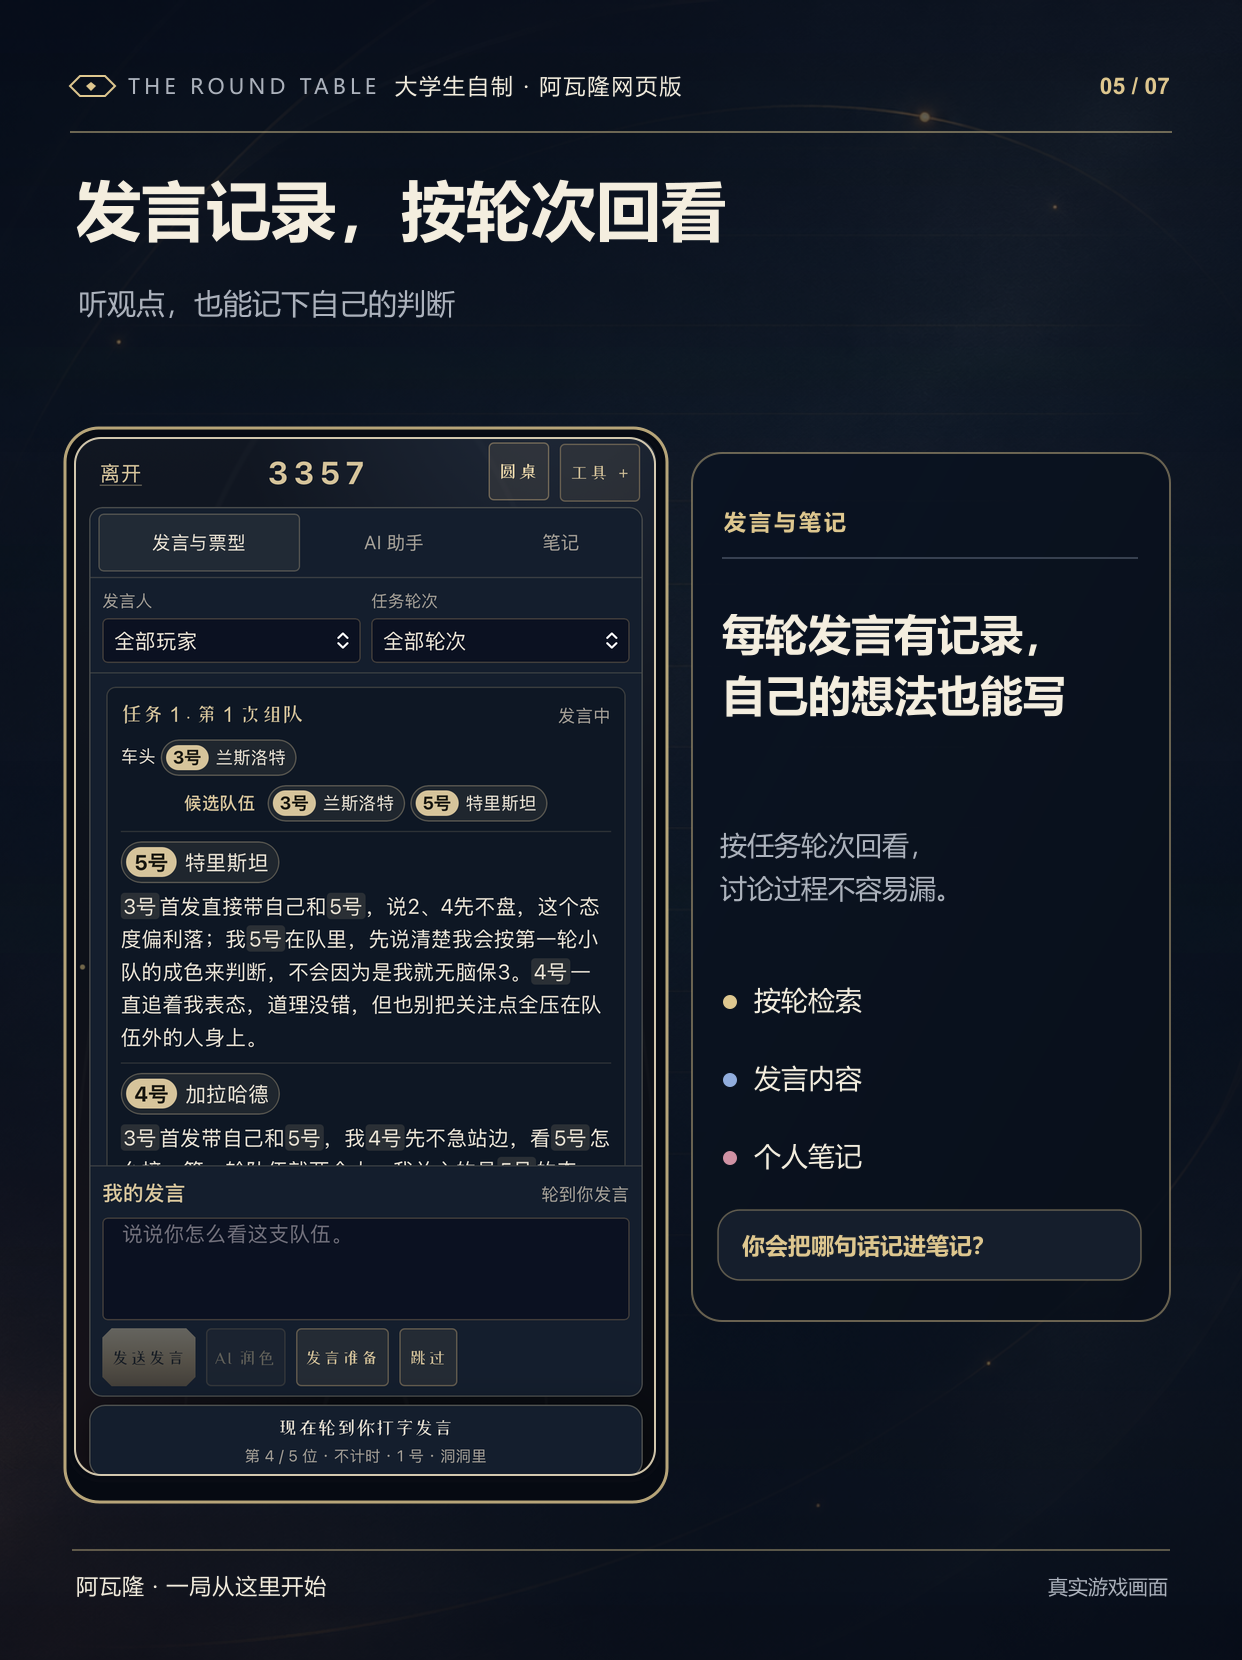 THE ROUND TABLE 大学生自制 · 阿瓦隆网页版
05 / 07
发言记录，按轮次回看
听观点，也能记下自己的判断
离开
3357
圆桌
工具 +
发言与票型
AI 助手
笔记
发言人
任务轮次
全部玩家
全部轮次
任务 1 · 第 1 次组队
发言中
车头 3号 兰斯洛特
候选队伍 3号 兰斯洛特 5号 特里斯坦
5号 特里斯坦
3号首发直接带自己和5号，说2、4先不盘，这个态
度偏利落；我5号在队里，先说清楚我会按第一轮小
队的成色来判断，不会因为是我就无脑保3。4号一
直追着我表态，道理没错，但也别把关注点全压在队
伍外的人身上。
4号 加拉哈德
3号首发带自己和5号，我4号先不急站边，看5号怎
我的发言
轮到你发言
说说你怎么看这支队伍。
发送发言
AI 润色
发言准备
跳过
现在轮到你打字发言
第 4 / 5 位 · 不计时 · 1 号 · 洞洞里
发言与笔记
每轮发言有记录，
自己的想法也能写
按任务轮次回看，
讨论过程不容易漏。
按轮检索
发言内容
个人笔记
你会把哪句话记进笔记？
阿瓦隆 · 一局从这里开始
真实游戏画面